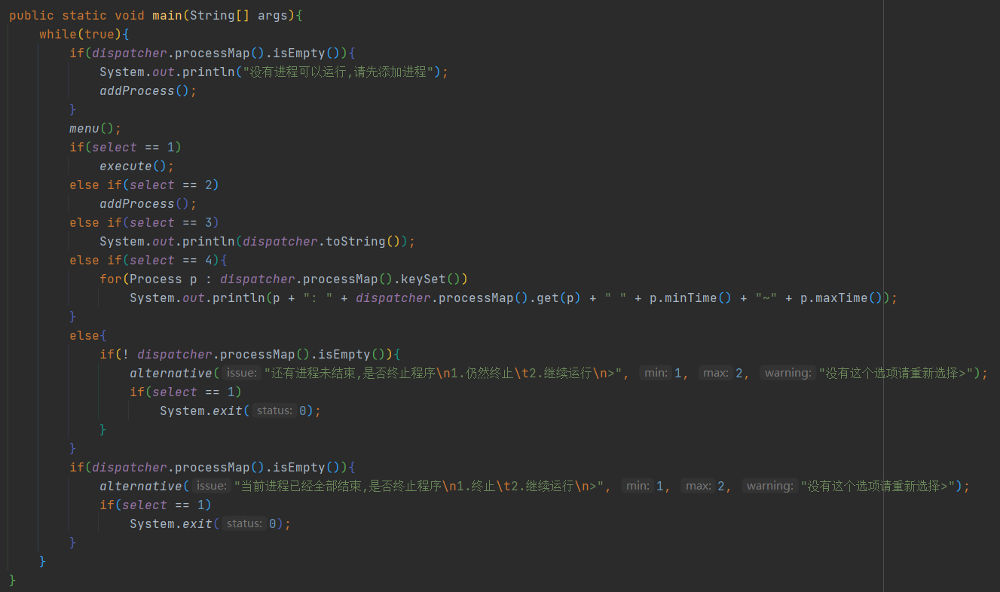 public static void main(String[] args){
while(true){
if(dispatcher.processMap().isEmpty()){
System.out.println("没有进程可以运行,请先添加进程");
addProcess();
}
menu();
if(select == 1)
execute();
else if(select == 2)
addProcess();
else if(select == 3)
System.out.println(dispatcher.toString());
else if(select == 4){
for(Process p : dispatcher.processMap().keySet())
System.out.println(p + ": " + dispatcher.processMap().get(p) + " " + p.minTime() + "~" + p.maxTime());
}
else{
if(! dispatcher.processMap().isEmpty()){
alternative( issue: "还有进程未结束,是否终止程序\n1.仍然终止\t2.继续运行\n>", min: 1, max: 2, warning: "没有这个选项请重新选择>");
if(select == 1)
System.exit( status: 0);
}
}
if(dispatcher.processMap().isEmpty()){
alternative( issue: "当前进程已经全部结束,是否终止程序\n1.终止\t2.继续运行\n>", min: 1, max: 2, warning: "没有这个选项请重新选择>");
if(select == 1)
System.exit( status: 0);
}
}
}